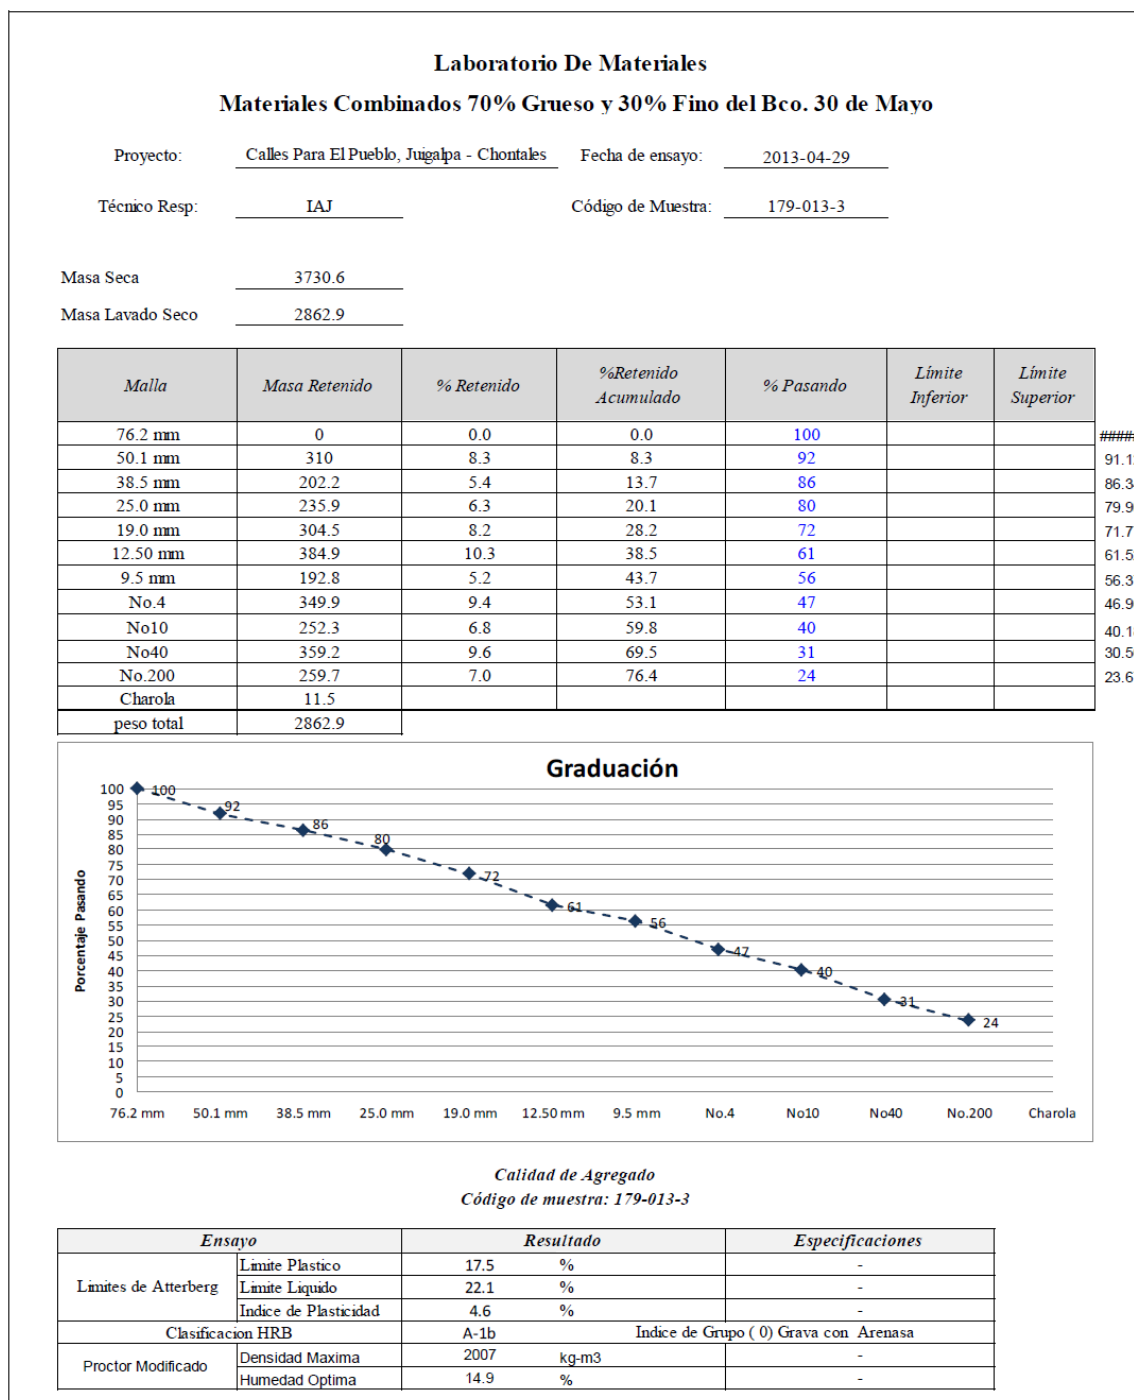 Laboratorio De Materiales
Materiales Combinados 70% Grueso y 30% Fino del Bco. 30 de Mayo
Proyecto: Calles Para El Pueblo, Juigalpa - Chontales Fecha de ensayo: 2013-04-29
Técnico Resp: IAJ Código de Muestra: 179-013-3
Masa Seca 3730.6
Masa Lavado Seco 2862.9
Malla Masa Retenido % Retenido %Retenido Acumulado % Pasando Límite Inferior Límite Superior
76.2 mm 0 0.0 0.0 100 #####
50.1 mm 310 8.3 8.3 92 91.1
38.5 mm 202.2 5.4 13.7 86 86.3
25.0 mm 235.9 6.3 20.1 80 79.9
19.0 mm 304.5 8.2 28.2 72 71.7
12.50 mm 384.9 10.3 38.5 61 61.5
9.5 mm 192.8 5.2 43.7 56 56.3
No.4 349.9 9.4 53.1 47 46.9
No10 252.3 6.8 59.8 40 40.1
No40 359.2 9.6 69.5 31 30.5
No.200 259.7 7.0 76.4 24 23.6
Charola 11.5
peso total 2862.9
Graduación
Porcentaje Pasando
100
95
90
85
80
75
70
65
60
55
50
45
40
35
30
25
20
15
10
5
0
100 92 86 80 72 61 56 47 40 31 24
76.2 mm 50.1 mm 38.5 mm 25.0 mm 19.0 mm 12.50 mm 9.5 mm No.4 No10 No40 No.200 Charola
Calidad de Agregado
Código de muestra: 179-013-3
Ensayo Resultado Especificaciones
Limites de Atterberg
Limite Plastico 17.5 % -
Limite Liquido 22.1 % -
Indice de Plasticidad 4.6 % -
Clasificacion HRB A-1b Indice de Grupo ( 0) Grava con Arenasa
Proctor Modificado
Densidad Maxima 2007 kg-m3 -
Humedad Optima 14.9 % -